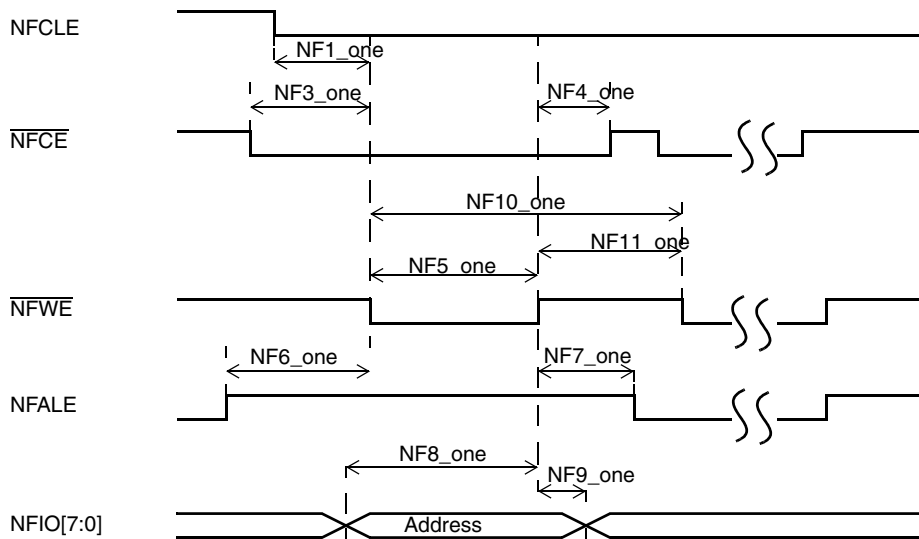 NFCLE
NF1_one
NF3_one
NF4_one
NFCE
NF10_one
NF11_one
NF5_one
NFWE
NF6_one
NF7_one
NFALE
NF8_one
NF9_one
NFIO[7:0]
Address